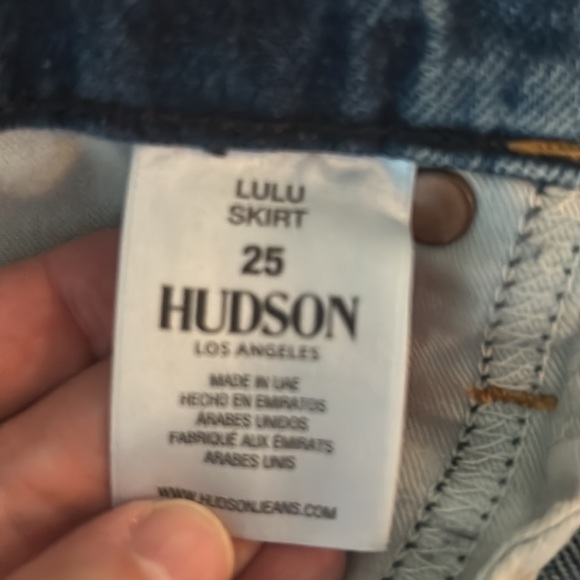 LULU
SKIRT
25
HUDSON
LOS ANGELES
MADE IN UAE
HECHO EN EMIRATOS
ÁRABES UNIDOS
FABRIQUÉ AUX EMIRATS
ARABES UNIS
WWW.HUDSONJEANS.COM